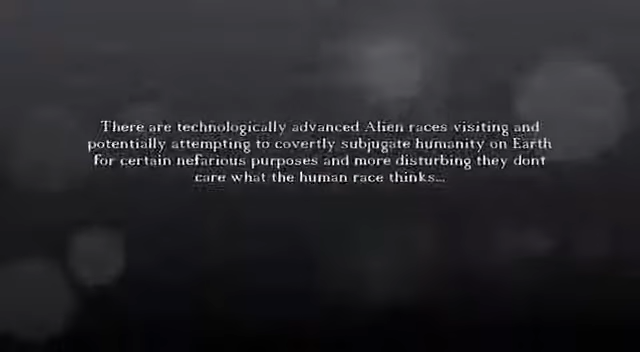 There are technologically advanced Alien races visiting and
potentially attempting to covertly subjugate humanity on Earth
for certain nefarious purposes and more disturbing they dont
care what the human race thinks...